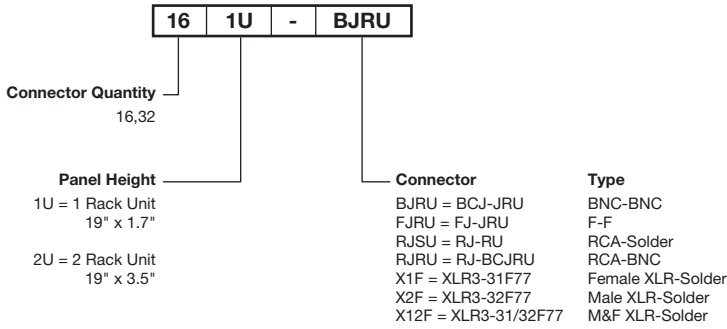 16 1U - BJRU
Connector Quantity
16,32
Panel Height
1U = 1 Rack Unit
19" x 1.7"
2U = 2 Rack Unit
19" x 3.5"
Connector Type
BJRU = BCJ-JRU BNC-BNC
FJRU = FJ-JRU F-F
RJSU = RJ-RU RCA-Solder
RJRU = RJ-BCJRU RCA-BNC
X1F = XLR3-31F77 Female XLR-Solder
X2F = XLR3-32F77 Male XLR-Solder
X12F = XLR3-31/32F77 M&F XLR-Solder